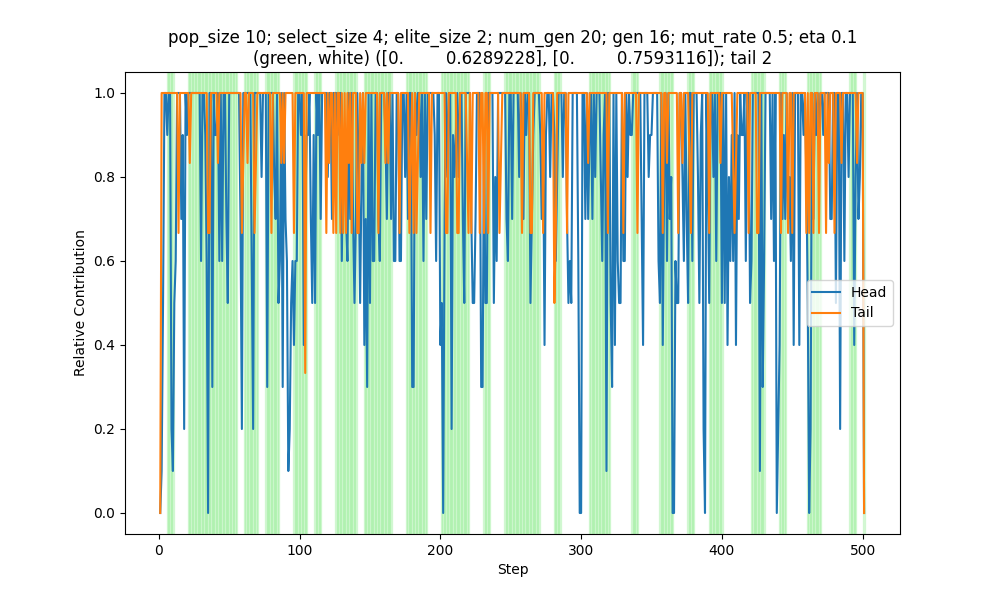 pop_size 10; select_size 4; elite_size 2; num_gen 20; gen 16; mut_rate 0.5; eta 0.1
(green, white) ([0. 0.6289228], [0. 0.7593116]); tail 2
1.0
0.8
0.6
0.4
0.2
0.0
Relative Contribution
Head
Tail
0 100 200 300 400 500
Step